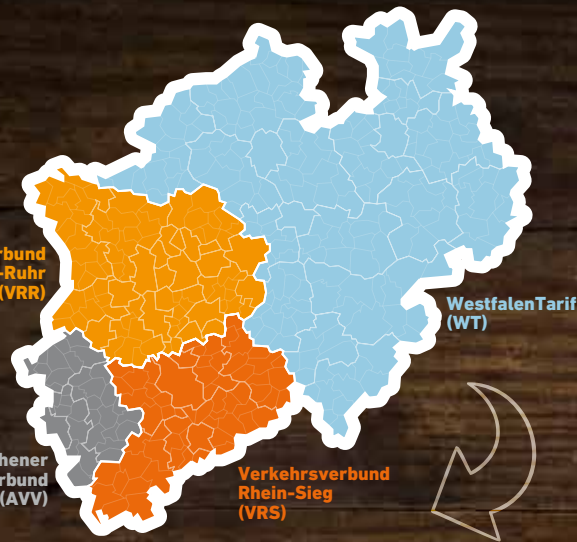 rbund
-Ruhr
(VRR)
WestfalenTarif
(WT)
hener
rbund
(AVV)
Verkehrsverbund
Rhein-Sieg
(VRS)